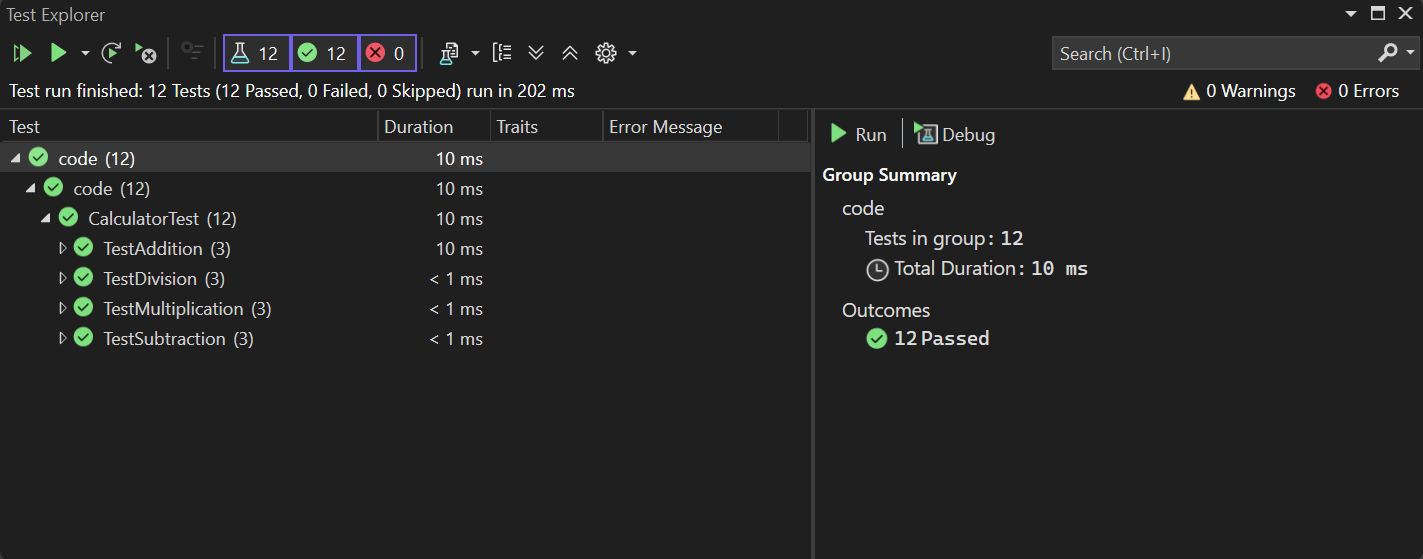 Test Explorer
12 12 0
Search (Ctrl+I)
Test run finished: 12 Tests (12 Passed, 0 Failed, 0 Skipped) run in 202 ms
0 Warnings 0 Errors
Test Duration Traits Error Message
code (12) 10 ms
code (12) 10 ms
CalculatorTest (12) 10 ms
TestAddition (3) 10 ms
TestDivision (3) < 1 ms
TestMultiplication (3) < 1 ms
TestSubtraction (3) < 1 ms
Run Debug
Group Summary
code
Tests in group: 12
Total Duration: 10 ms
Outcomes
12 Passed